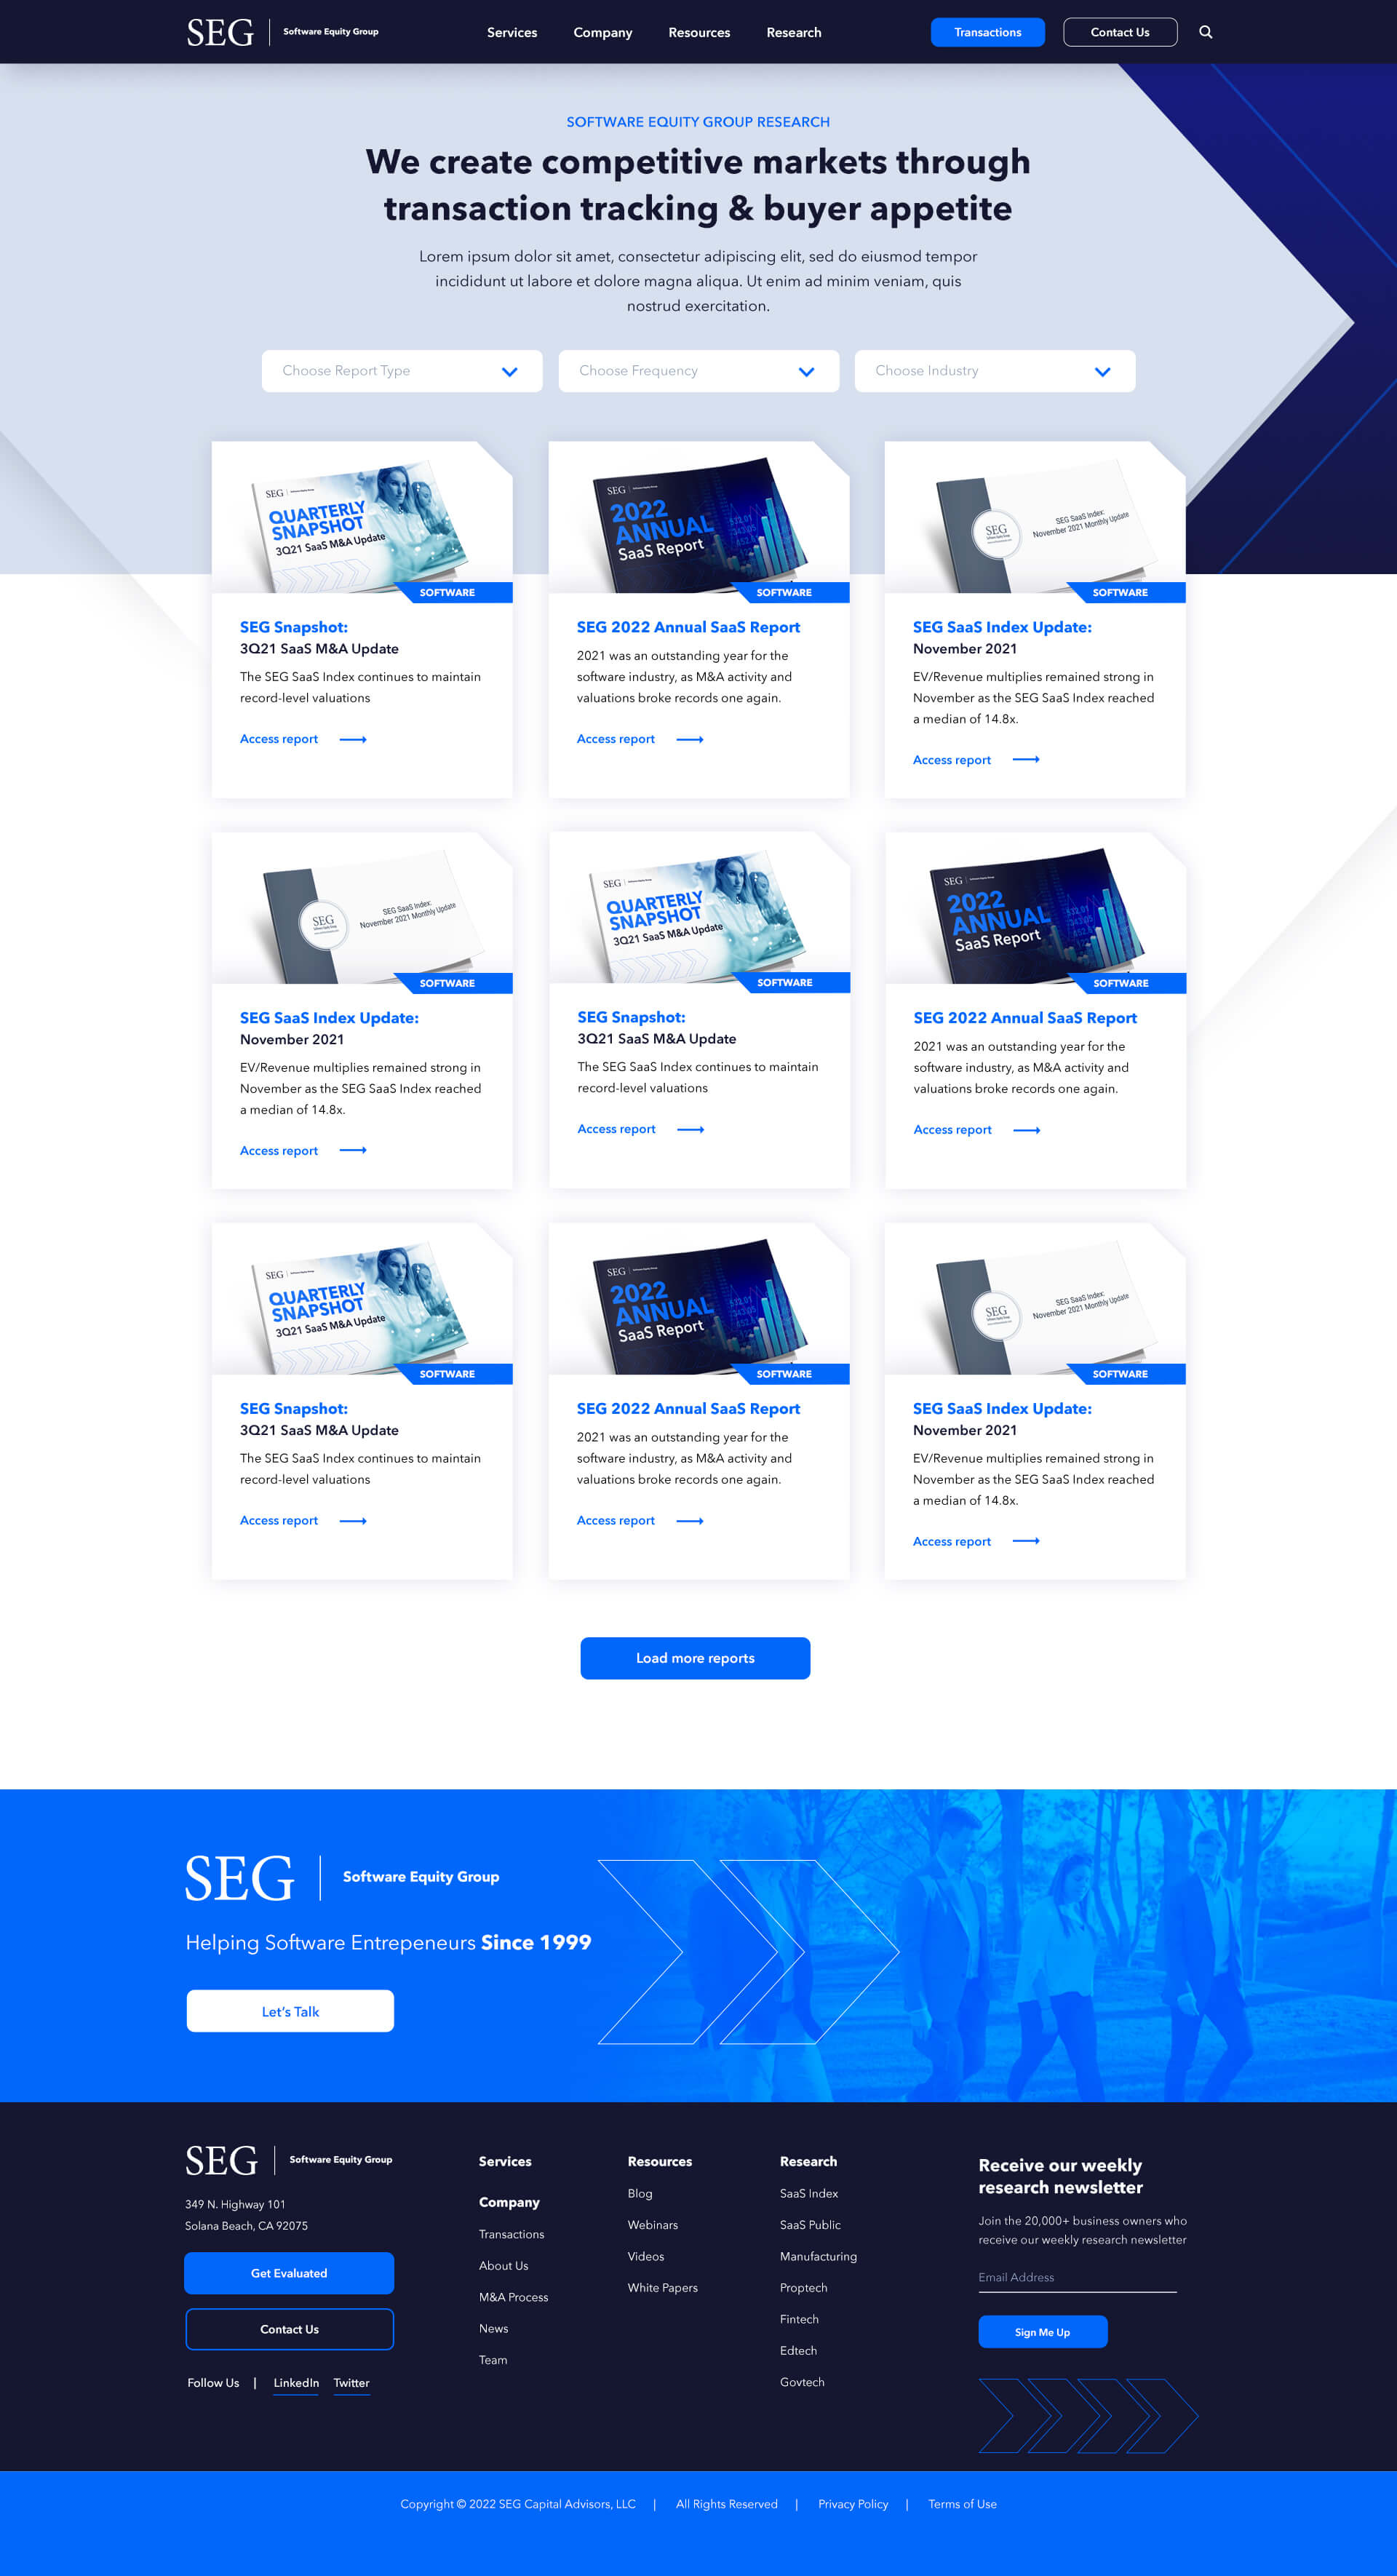 SEG Software Equity Group
Services Company Resources Research
Transactions Contact Us
SOFTWARE EQUITY GROUP RESEARCH
We create competitive markets through
transaction tracking & buyer appetite
Lorem ipsum dolor sit amet, consectetur adipiscing elit, sed do eiusmod tempor
incididunt ut labore et dolore magna aliqua. Ut enim ad minim veniam, quis
nostrud exercitation.
Choose Report Type
Choose Frequency
Choose Industry
SEG
QUARTERLY
SNAPSHOT
3Q21 SaaS M&A Update
SOFTWARE
SEG Snapshot:
3Q21 SaaS M&A Update
The SEG SaaS Index continues to maintain
record-level valuations
Access report
SEG
2022
ANNUAL
SaaS Report
SOFTWARE
SEG 2022 Annual SaaS Report
2021 was an outstanding year for the
software industry, as M&A activity and
valuations broke records one again.
Access report
SEG
SEG SaaS Index:
November 2021 Monthly Update
SOFTWARE
SEG SaaS Index Update:
November 2021
EV/Revenue multiplies remained strong in
November as the SEG SaaS Index reached
a median of 14.8x.
Access report
SEG
SEG SaaS Index:
November 2021 Monthly Update
SOFTWARE
SEG SaaS Index Update:
November 2021
EV/Revenue multiplies remained strong in
November as the SEG SaaS Index reached
a median of 14.8x.
Access report
SEG
QUARTERLY
SNAPSHOT
3Q21 SaaS M&A Update
SOFTWARE
SEG Snapshot:
3Q21 SaaS M&A Update
The SEG SaaS Index continues to maintain
record-level valuations
Access report
SEG
2022
ANNUAL
SaaS Report
SOFTWARE
SEG 2022 Annual SaaS Report
2021 was an outstanding year for the
software industry, as M&A activity and
valuations broke records one again.
Access report
SEG
QUARTERLY
SNAPSHOT
3Q21 SaaS M&A Update
SOFTWARE
SEG Snapshot:
3Q21 SaaS M&A Update
The SEG SaaS Index continues to maintain
record-level valuations
Access report
SEG
2022
ANNUAL
SaaS Report
SOFTWARE
SEG 2022 Annual SaaS Report
2021 was an outstanding year for the
software industry, as M&A activity and
valuations broke records one again.
Access report
SEG
SEG SaaS Index:
November 2021 Monthly Update
SOFTWARE
SEG SaaS Index Update:
November 2021
EV/Revenue multiplies remained strong in
November as the SEG SaaS Index reached
a median of 14.8x.
Access report
Load more reports
SEG Software Equity Group
Helping Software Entrepeneurs Since 1999
Let's Talk
SEG Software Equity Group
349 N. Highway 101
Solana Beach, CA 92075
Get Evaluated
Contact Us
Follow Us | LinkedIn Twitter
Services
Company
Transactions
About Us
M&A Process
News
Team
Resources
Blog
Webinars
Videos
White Papers
Research
SaaS Index
SaaS Public
Manufacturing
Proptech
Fintech
Edtech
Govtech
Receive our weekly
research newsletter
Join the 20,000+ business owners who
receive our weekly research newsletter
Email Address
Sign Me Up
Copyright © 2022 SEG Capital Advisors, LLC | All Rights Reserved | Privacy Policy | Terms of Use